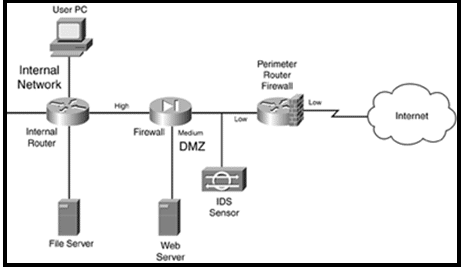 User PC
Internal
Network
Internal
Router
File Server
High
Firewall
Medium
DMZ
Web
Server
Low
IDS
Sensor
Perimeter
Router
Firewall
Low
Internet